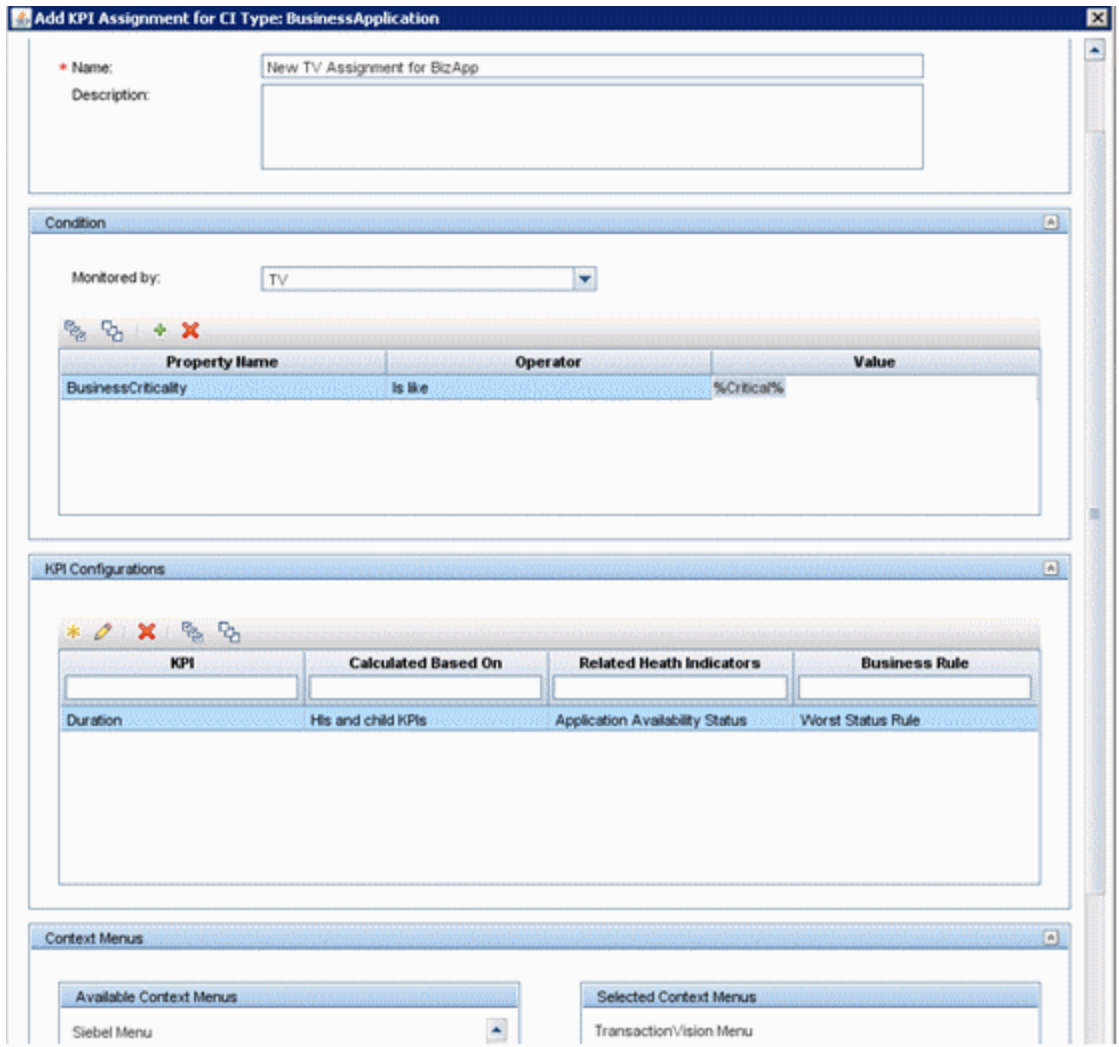 Add KPI Assignment for CI Type: BusinessApplication
* Name: New TV Assignment for BizApp
Description:
Condition
Monitored by: TV
Property Name Operator Value
BusinessCriticality Is like %Critical%
KPI Configurations
KPI Calculated Based On Related Heath Indicators Business Rule
Duration HIs and child KPIs Application Availability Status Worst Status Rule
Context Menus
Available Context Menus Selected Context Menus
Siebel Menu TransactionVision Menu